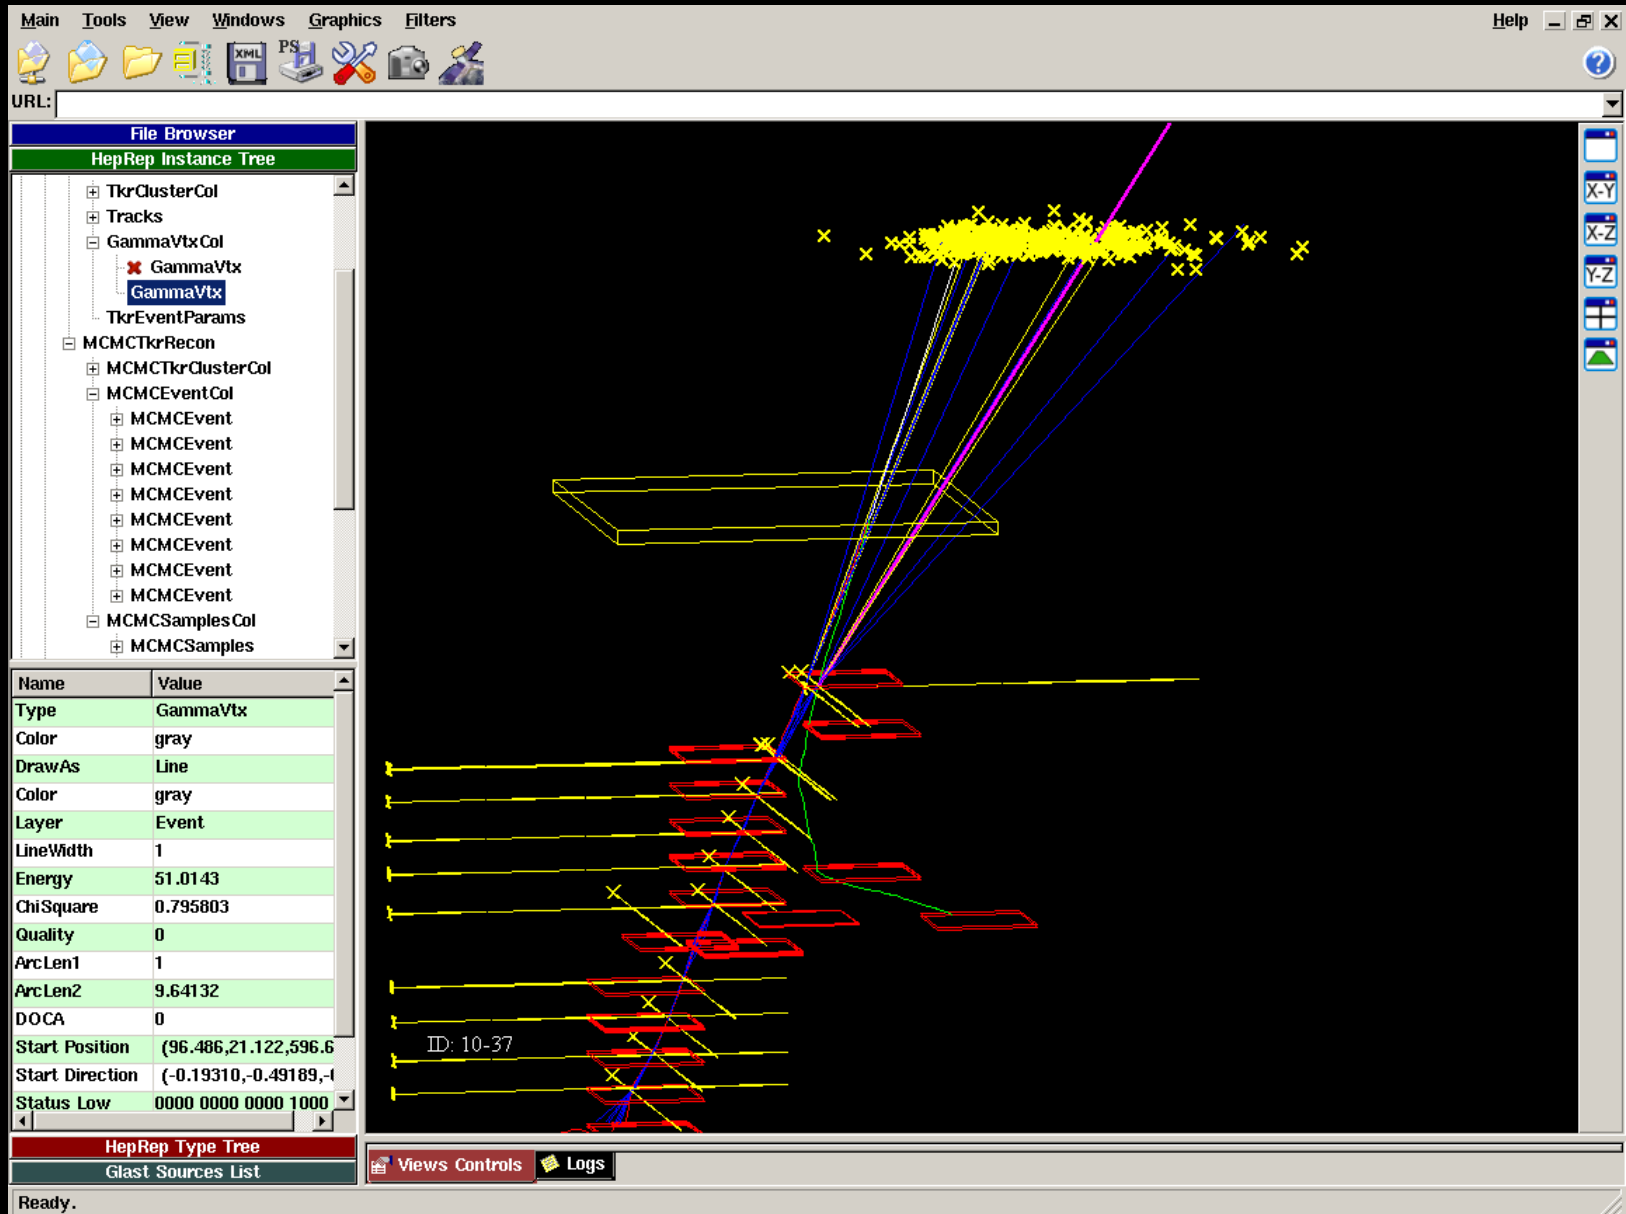 Main Tools View Windows Graphics Filters Help
XML PS
URL:
File Browser
HepRep Instance Tree
TkrClusterCol
Tracks
GammaVtxCol
GammaVtx
GammaVtx
TkrEventParams
MCMCTkrRecon
MCMCTkrClusterCol
MCMCEventCol
MCMCEvent
MCMCEvent
MCMCEvent
MCMCEvent
MCMCEvent
MCMCEvent
MCMCEvent
MCMCEvent
MCMCSamplesCol
MCMCSamples
Name Value
Type GammaVtx
Color gray
DrawAs Line
Color gray
Layer Event
LineWidth 1
Energy 51.0143
ChiSquare 0.795803
Quality 0
ArcLen1 1
ArcLen2 9.64132
DOCA 0
Start Position (96.486,21.122,596.6
Start Direction (-0.19310,-0.49189,-
Status Low 0000 0000 0000 1000
HepRep Type Tree
Glast Sources List
X-Y
X-Z
Y-Z
ID: 10-37
Views Controls Logs
Ready.